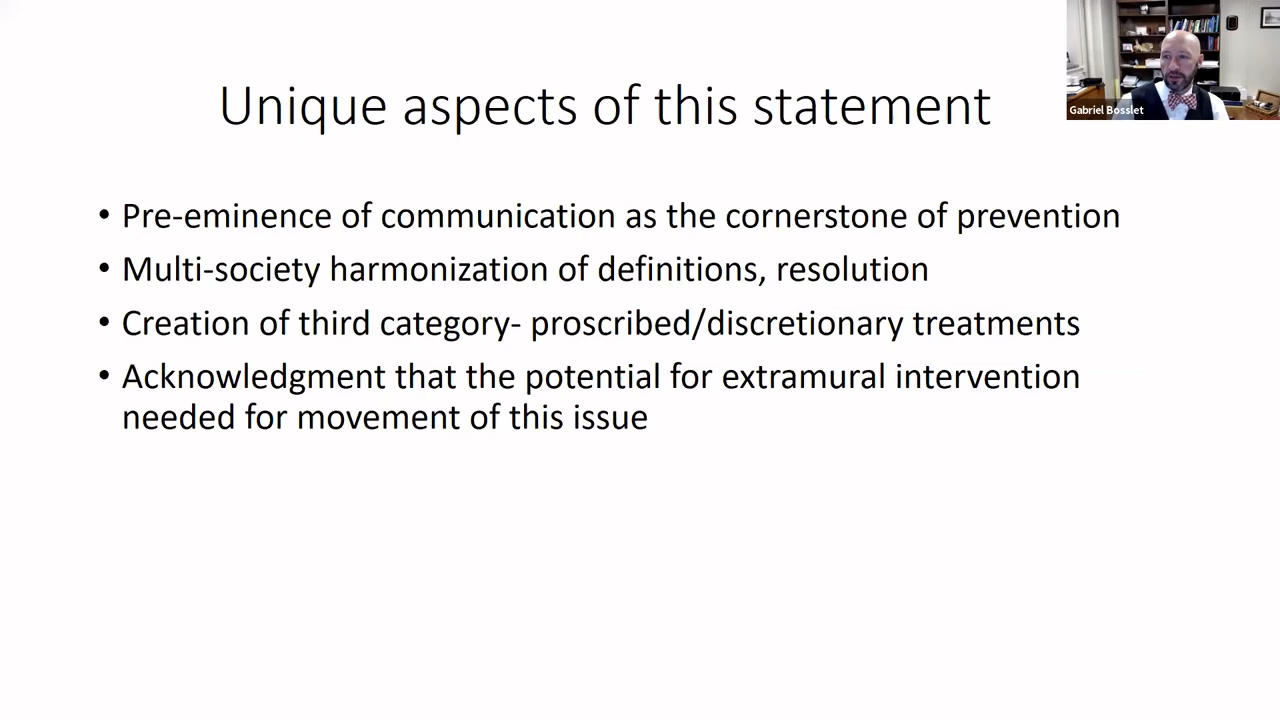 Unique aspects of this statement
Gabriel Bosslet
• Pre-eminence of communication as the cornerstone of prevention
• Multi-society harmonization of definitions, resolution
• Creation of third category- proscribed/discretionary treatments
• Acknowledgment that the potential for extramural intervention
needed for movement of this issue